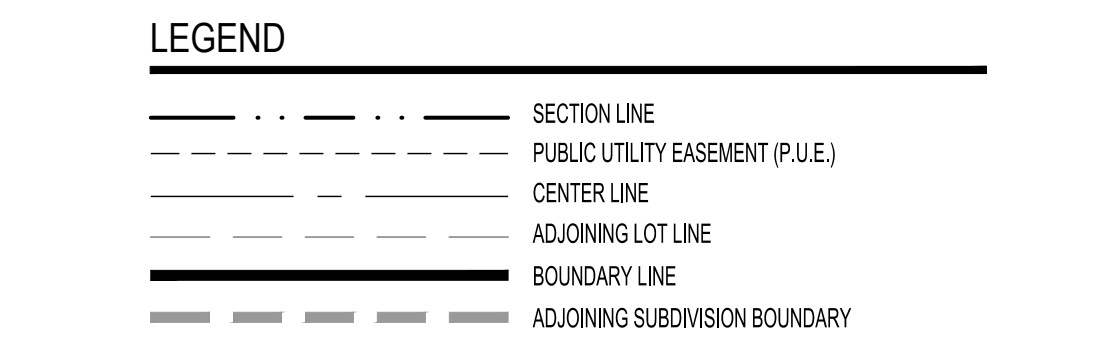 LEGEND
SECTION LINE
PUBLIC UTILITY EASEMENT (P.U.E.)
CENTER LINE
ADJOINING LOT LINE
BOUNDARY LINE
ADJOINING SUBDIVISION BOUNDARY